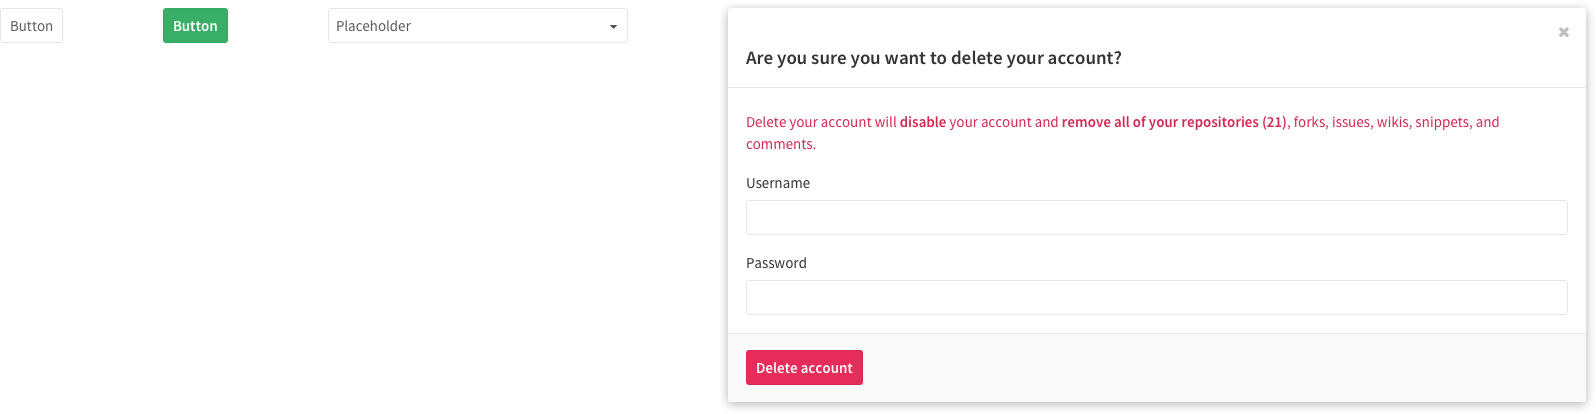 Button
Button
Placeholder
Are you sure you want to delete your account?
Delete your account will disable your account and remove all of your repositories (21), forks, issues, wikis, snippets, and
comments.
Username
Password
Delete account